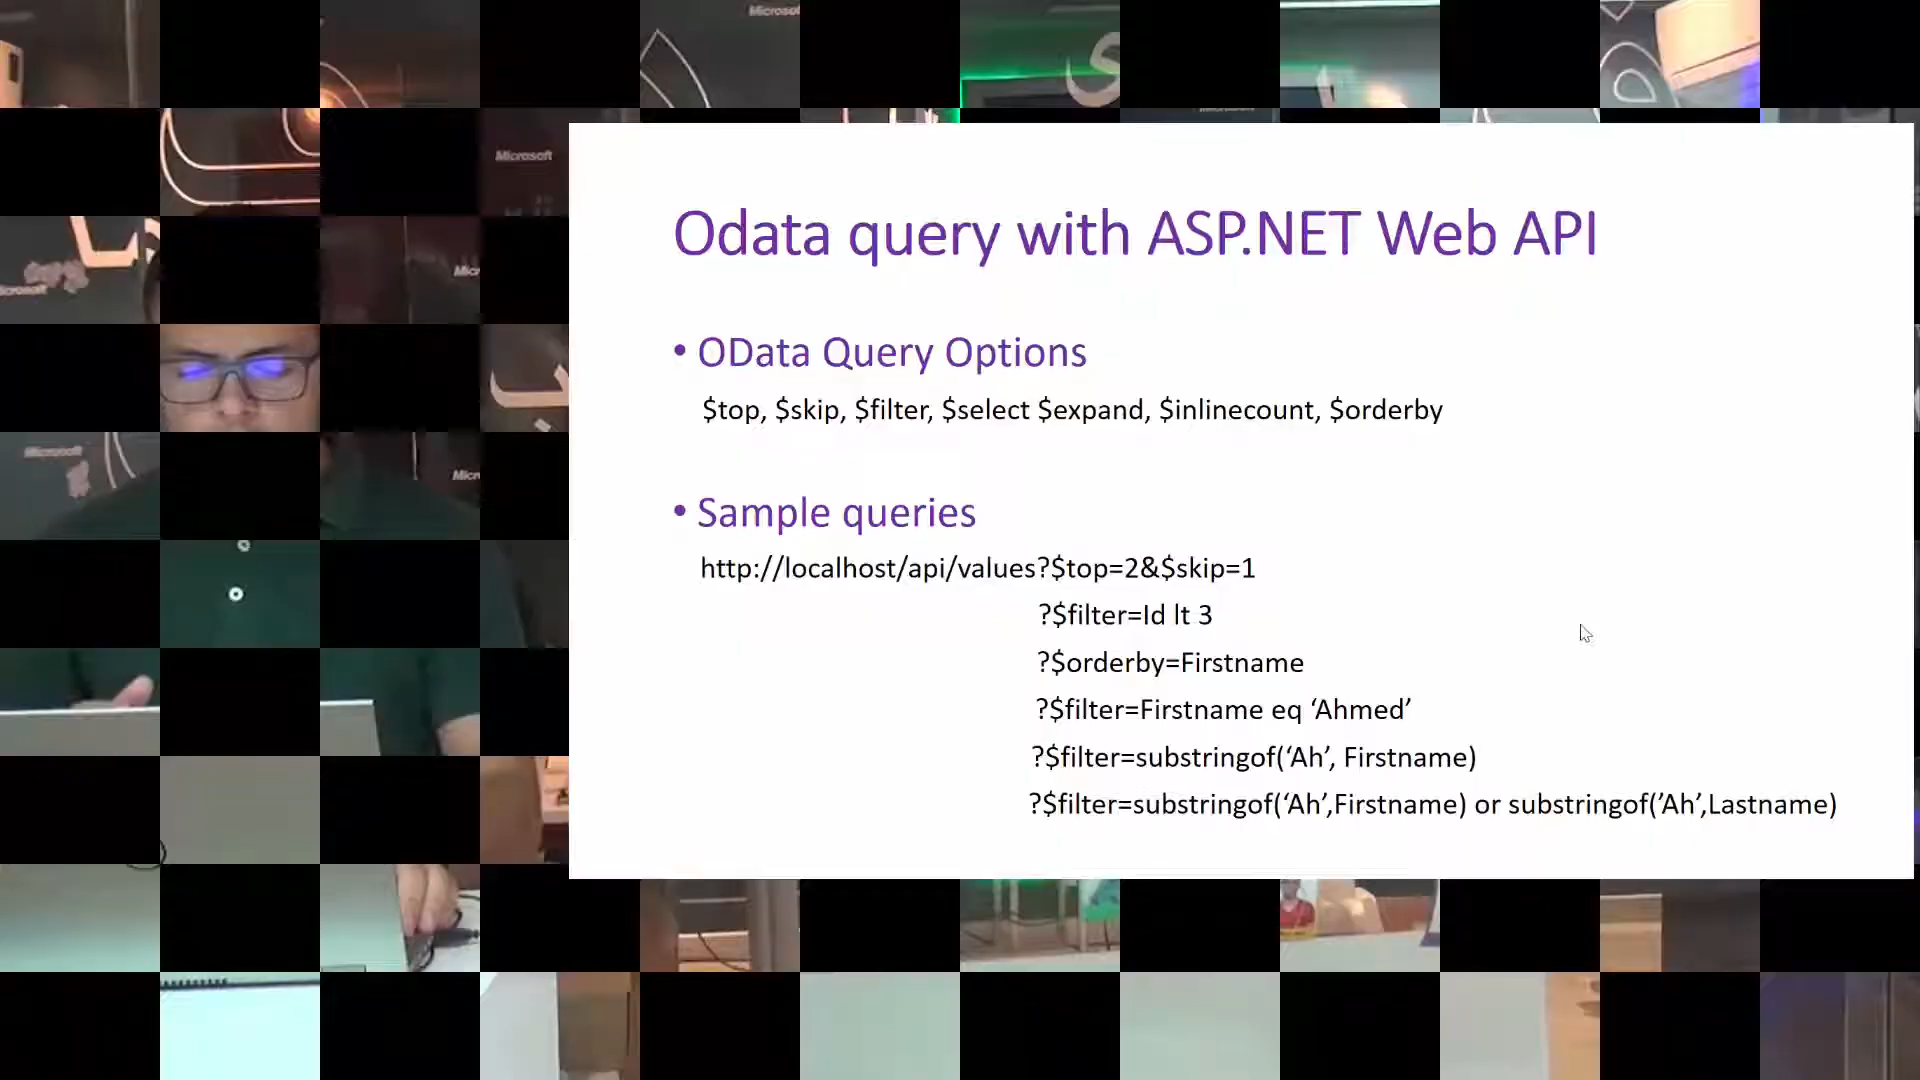 Microsoft
Microsoft
Microsoft
Odata query with ASP.NET Web API
• OData Query Options
$top, $skip, $filter, $select $expand, $inlinecount, $orderby
Microsoft
• Sample queries
http://localhost/api/values?$top=2&$skip=1
?$filter=Id lt 3
?$orderby=Firstname
?$filter=Firstname eq ‘Ahmed’
?$filter=substringof(‘Ah’, Firstname)
?$filter=substringof(‘Ah’,Firstname) or substringof(’Ah’,Lastname)